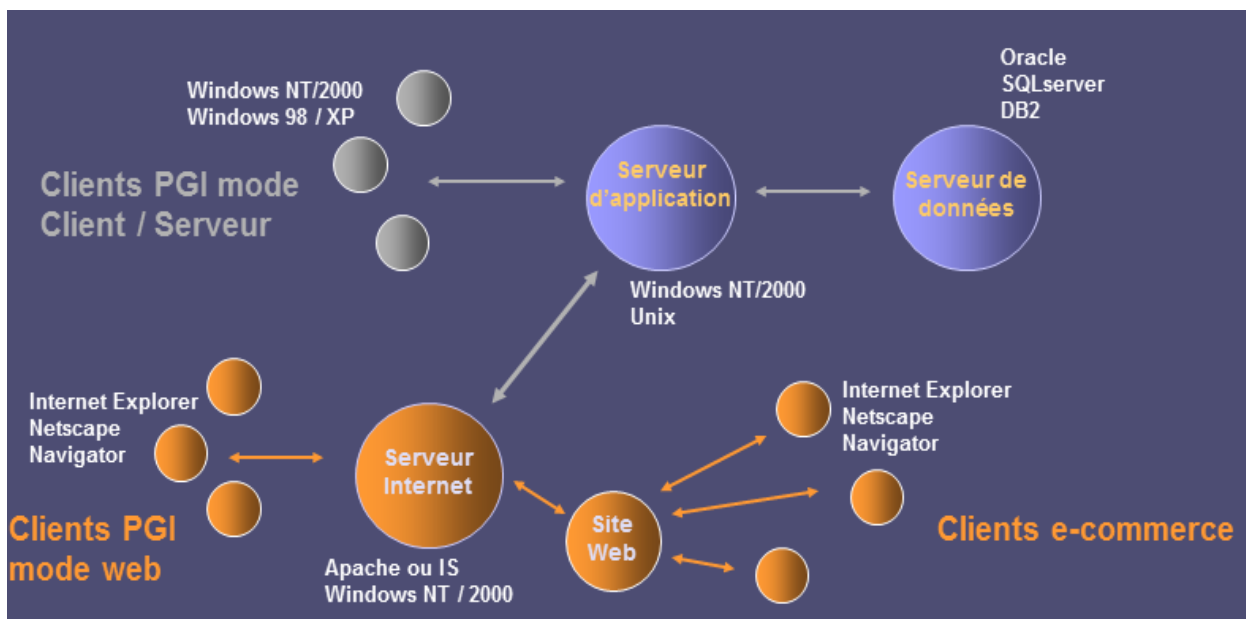 Oracle
SQLserver
DB2
Windows NT/2000
Windows 98 / XP
Clients PGI mode
Client / Serveur
Serveur
d'application
Serveur de
données
Windows NT/2000
Unix
Internet Explorer
Netscape
Navigator
Clients PGI
mode web
Serveur
Internet
Apache ou IS
Windows NT / 2000
Site
Web
Internet Explorer
Netscape
Navigator
Clients e-commerce